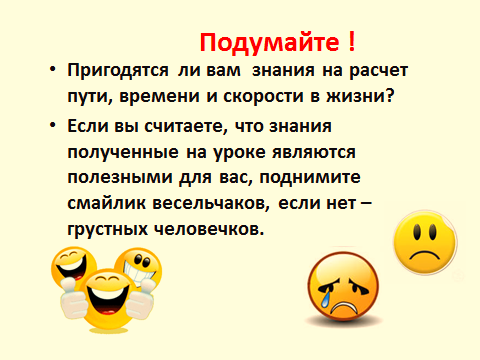 Подумайте !
• Пригодятся ли вам знания на расчет
пути, времени и скорости в жизни?
• Если вы считаете, что знания
полученные на уроке являются
полезными для вас, поднимите
смайлик весельчаков, если нет –
грустных человечков.